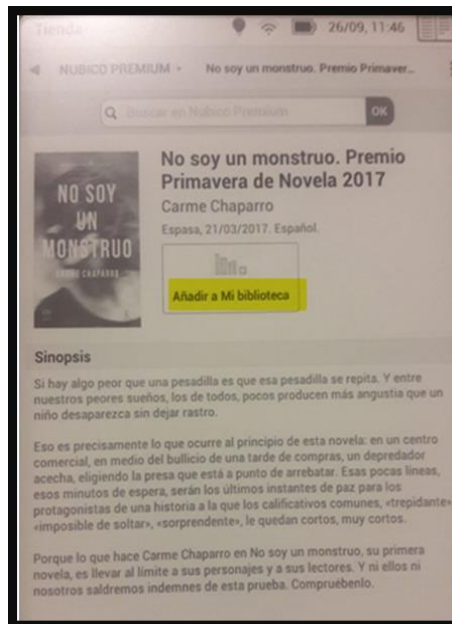 Tienda
26/09, 11:46
NUBICO PREMIUM
No soy un monstruo. Premio Primaver...
Buscar en Nubico Premium
OK
NO SOY
UN
MONSTRUO
CARME CHAPARRO
No soy un monstruo. Premio
Primavera de Novela 2017
Carme Chaparro
Espasa, 21/03/2017. Español.
Añadir a Mi biblioteca
Sinopsis
Si hay algo peor que una pesadilla es que esa pesadilla se repita. Y entre
nuestros peores sueños, los de todos, pocos producen más angustia que un
niño desaparezca sin dejar rastro.
Eso es precisamente lo que ocurre al principio de esta novela: en un centro
comercial, en medio del bullicio de una tarde de compras, un depredador
acecha, eligiendo la presa que está a punto de arrebatar. Esas pocas líneas,
esos minutos de espera, serán los últimos instantes de paz para los
protagonistas de una historia a la que los calificativos comunes, «trepidante»,
«imposible de soltar», «sorprendente», le quedan cortos, muy cortos.
Porque lo que hace Carme Chaparro en No soy un monstruo, su primera
novela, es llevar al límite a sus personajes y a sus lectores. Y ni ellos ni
nosotros saldremos indemnes de esta prueba. Compruébenlo.